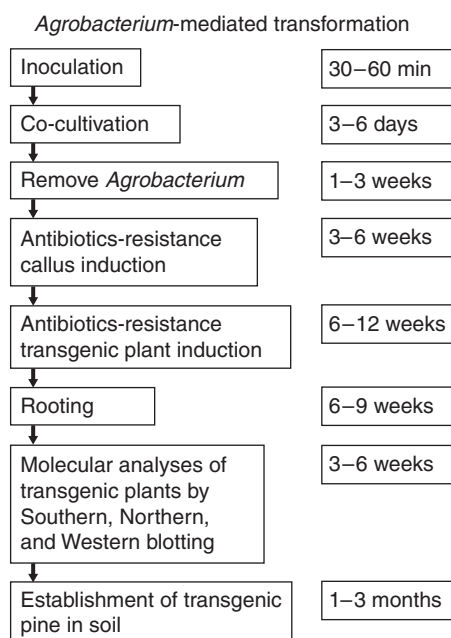 Agrobacterium-mediated transformation
Inoculation
30–60 min
Co-cultivation
3–6 days
Remove Agrobacterium
1–3 weeks
Antibiotics-resistance
callus induction
3–6 weeks
Antibiotics-resistance
transgenic plant induction
6–12 weeks
Rooting
6–9 weeks
Molecular analyses of
transgenic plants by
Southern, Northern,
and Western blotting
3–6 weeks
Establishment of transgenic
pine in soil
1–3 months